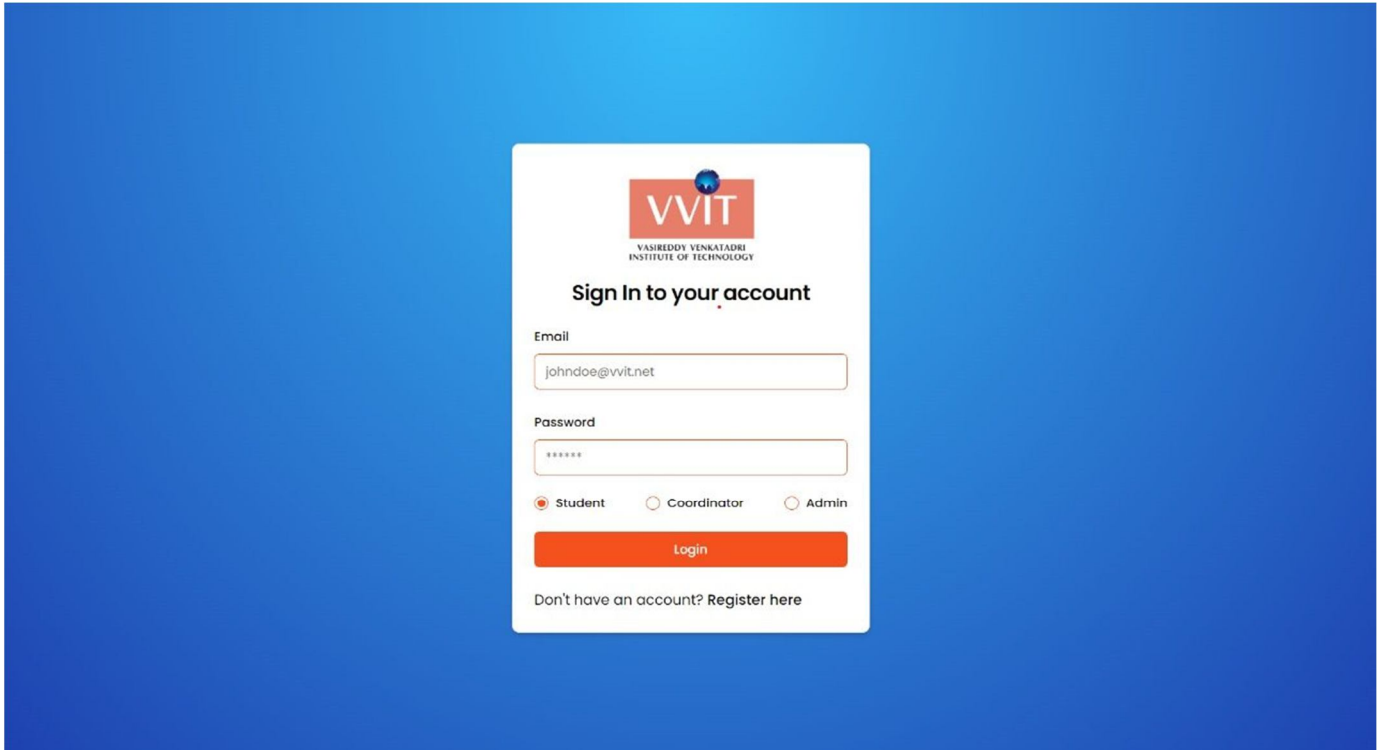 VVIT
VASIREDDY VENKATADRI
INSTITUTE OF TECHNOLOGY
Sign In to your account
Email
johndoe@vvit.net
Password
******
Student Coordinator Admin
Login
Don't have an account? Register here